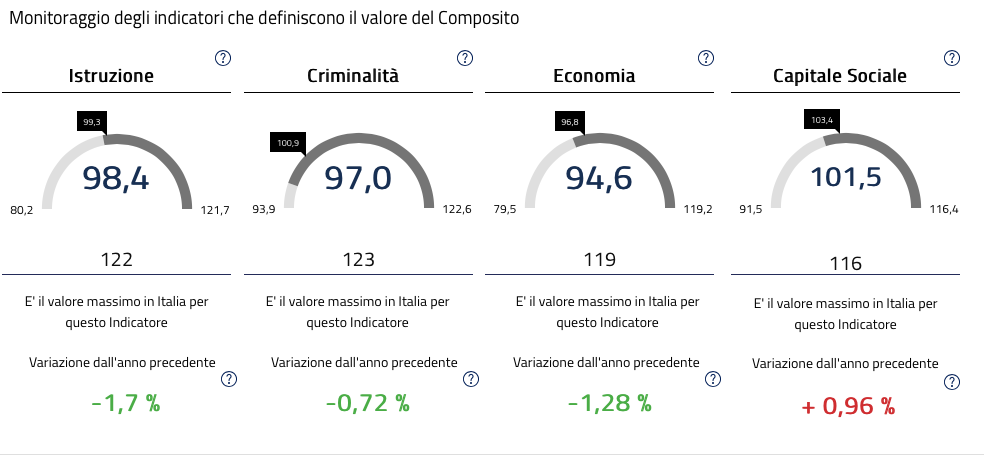 Monitoraggio degli indicatori che definiscono il valore del Composito
?
Istruzione
99,3
98,4
80,2
121,7
122
E' il valore massimo in Italia per
questo Indicatore
Variazione dall'anno precedente
?
-1,7 %
?
Criminalità
100,9
97,0
93,9
122,6
123
E' il valore massimo in Italia per
questo Indicatore
Variazione dall'anno precedente
?
-0,72 %
?
Economia
96,8
94,6
79,5
119,2
119
E' il valore massimo in Italia per
questo Indicatore
Variazione dall'anno precedente
?
-1,28 %
?
Capitale Sociale
103,4
101,5
91,5
116,4
116
E' il valore massimo in Italia per
questo Indicatore
Variazione dall'anno precedente
?
+ 0,96 %